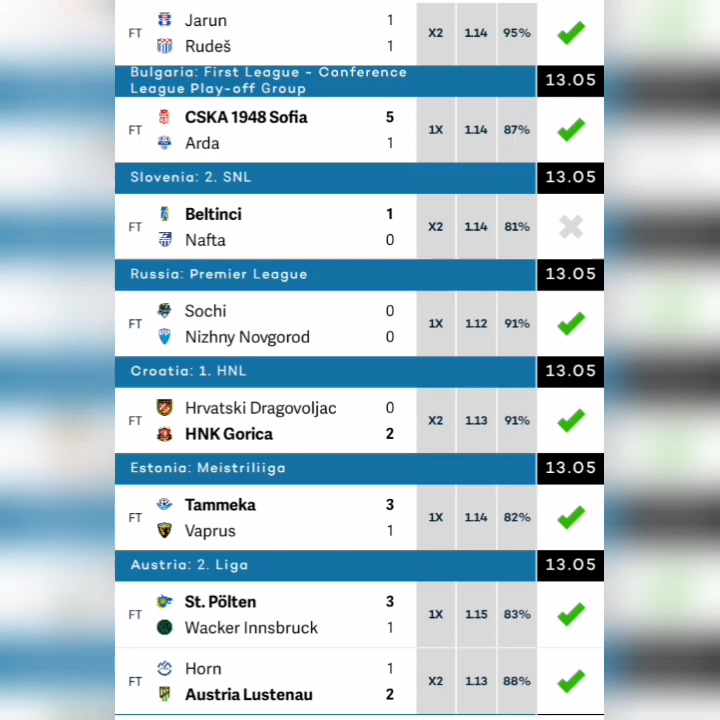 Jarun 1
FT X2 1.14 95%
Rudeš 1
Bulgaria: First League - Conference
League Play-off Group 13.05
CSKA 1948 Sofia 5
FT 1X 1.14 87%
Arda 1
Slovenia: 2. SNL 13.05
Beltinci 1
FT X2 1.14 81%
Nafta 0
Russia: Premier League 13.05
Sochi 0
FT 1X 1.12 91%
Nizhny Novgorod 0
Croatia: 1. HNL 13.05
Hrvatski Dragovoljac 0
FT X2 1.13 91%
HNK Gorica 2
Estonia: Meistriliiga 13.05
Tammeka 3
FT 1X 1.14 82%
Vaprus 1
Austria: 2. Liga 13.05
St. Pölten 3
FT 1X 1.15 83%
Wacker Innsbruck 1
Horn 1
FT X2 1.13 88%
Austria Lustenau 2